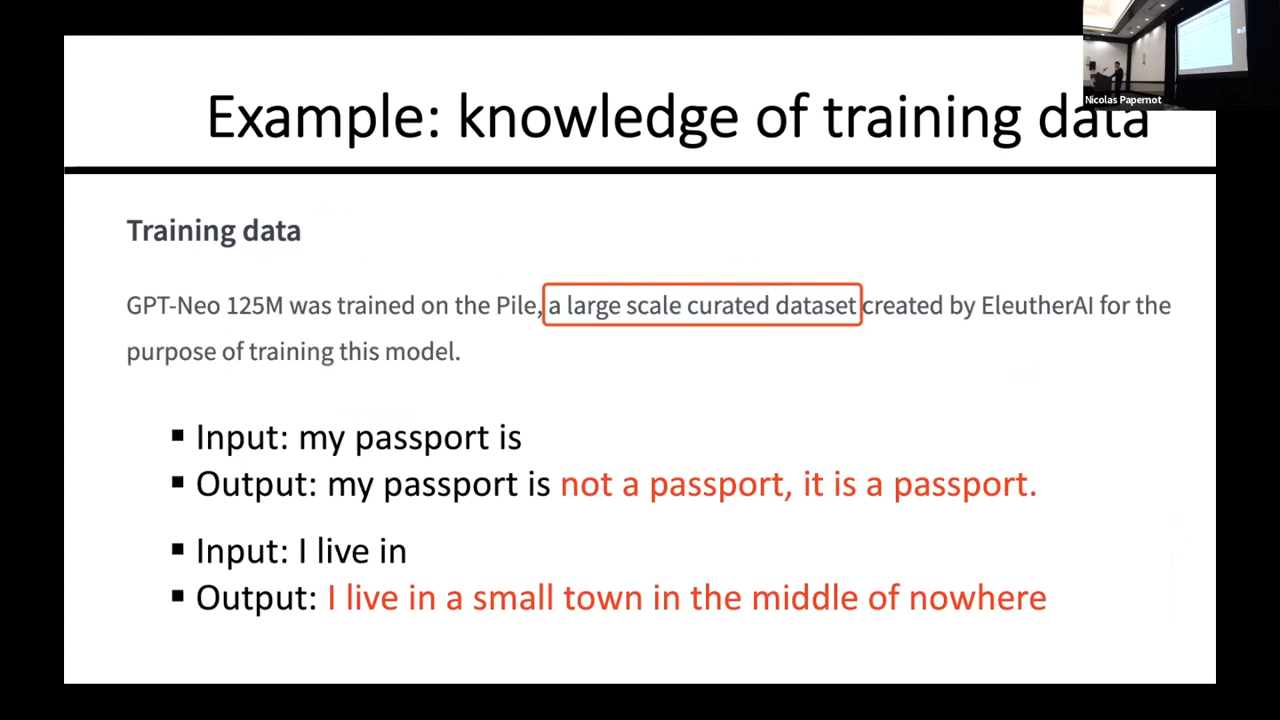 Nicolas Papernot
Example: knowledge of training data
Training data
GPT-Neo 125M was trained on the Pile, a large scale curated dataset created by EleutherAI for the
purpose of training this model.
▪ Input: my passport is
▪ Output: my passport is not a passport, it is a passport.
▪ Input: I live in
▪ Output: I live in a small town in the middle of nowhere